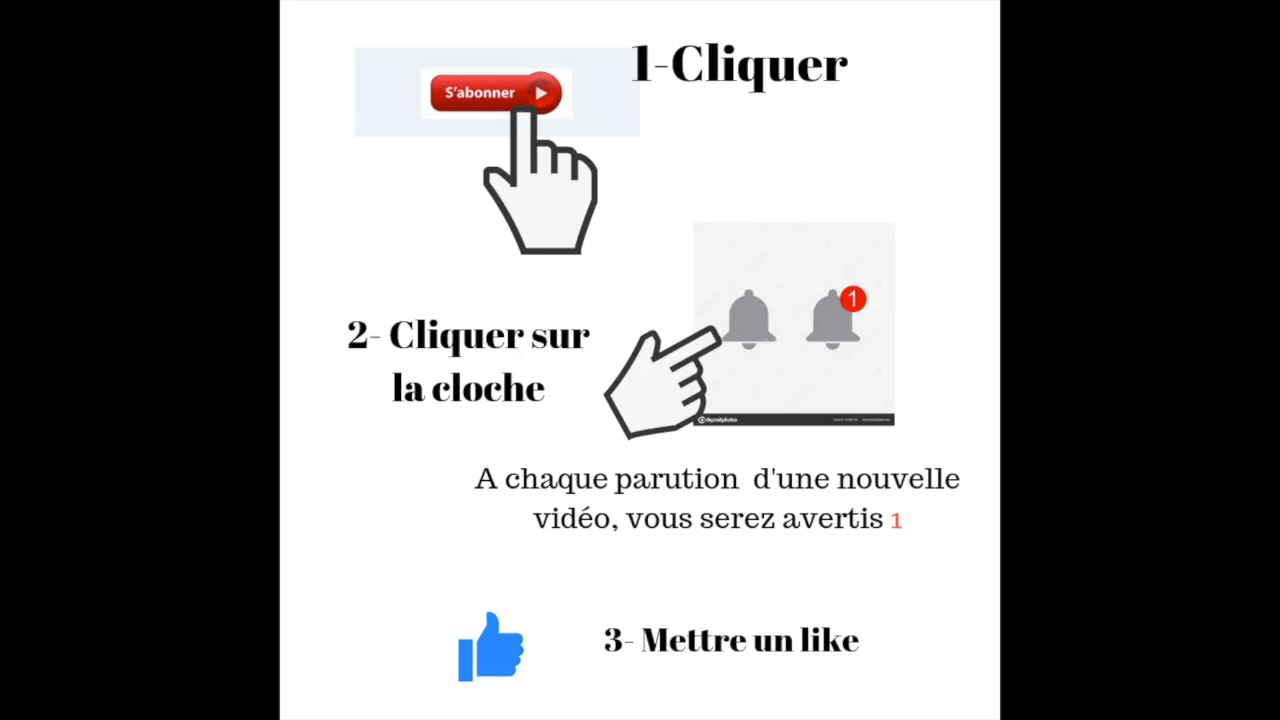 1-Cliquer
S'abonner
1
2- Cliquer sur
la cloche
depositphotos
A chaque parution d'une nouvelle
vidéo, vous serez avertis 1
3- Mettre un like